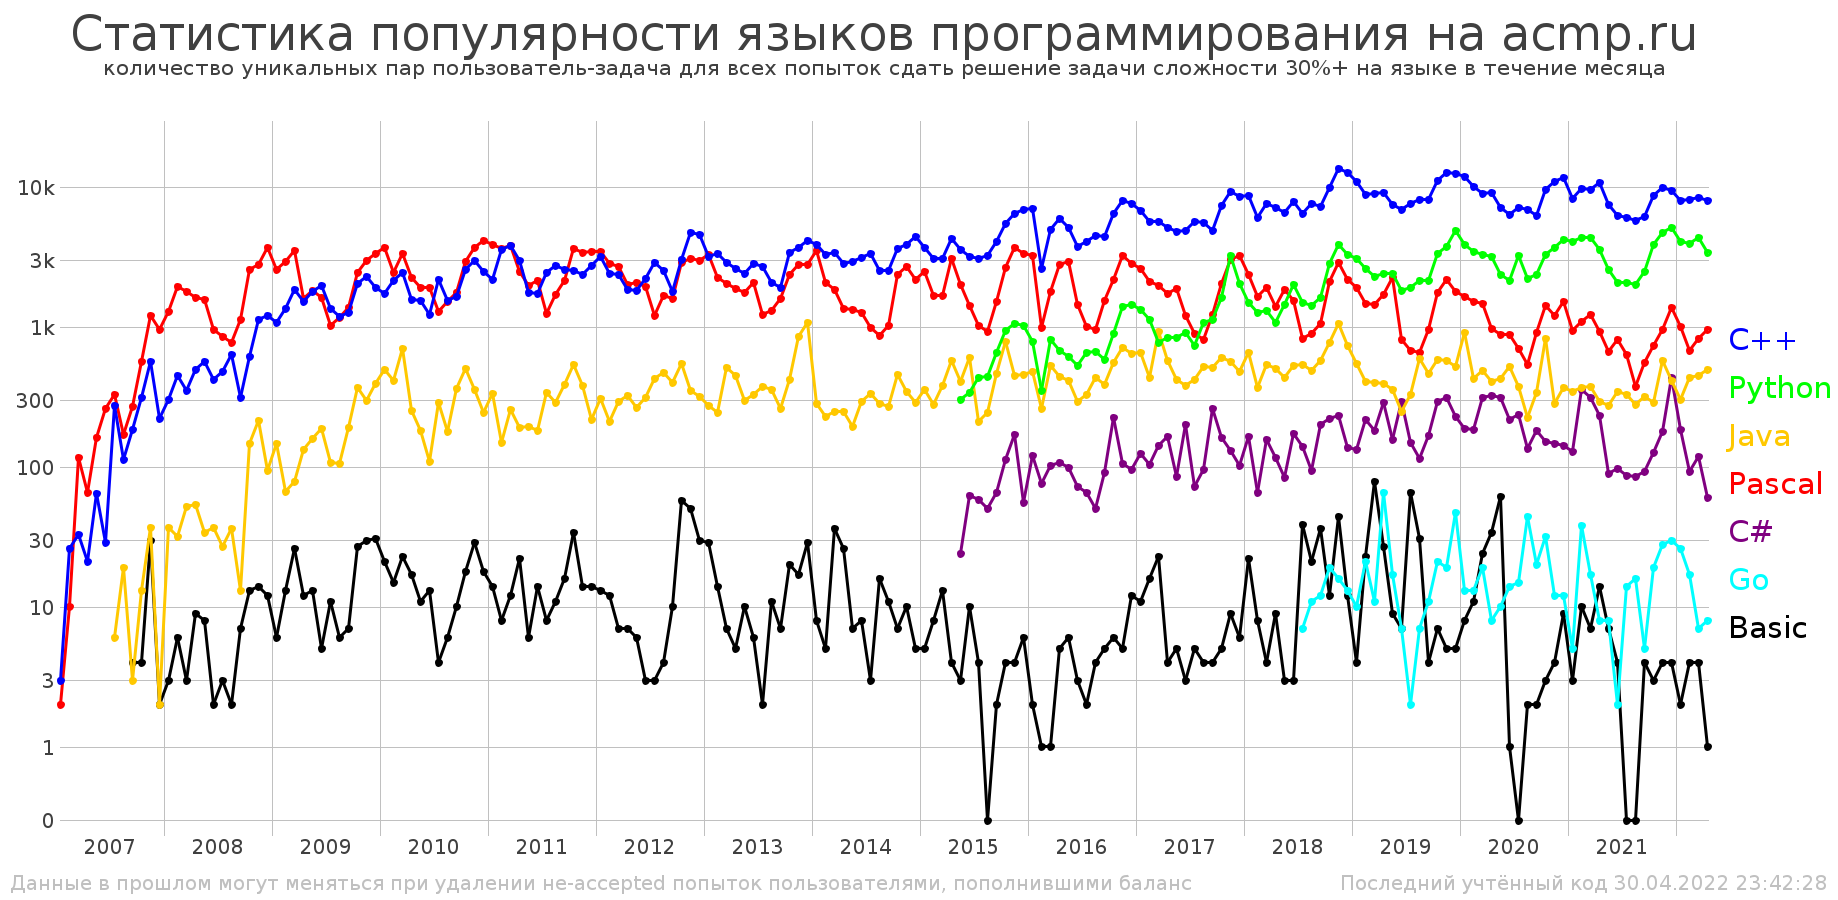 Статистика популярности языков программирования на acmp.ru
количество уникальных пар пользователь-задача для всех попыток сдать решение задачи сложности 30%+ на языке в течение месяца
10k
3k
1k
300
100
30
10
3
1
0
C++
Python
Java
Pascal
C#
Go
Basic
2007 2008 2009 2010 2011 2012 2013 2014 2015 2016 2017 2018 2019 2020 2021
Данные в прошлом могут меняться при удалении не-accepted попыток пользователями, пополнившими баланс
Последний учтённый код 30.04.2022 23:42:28